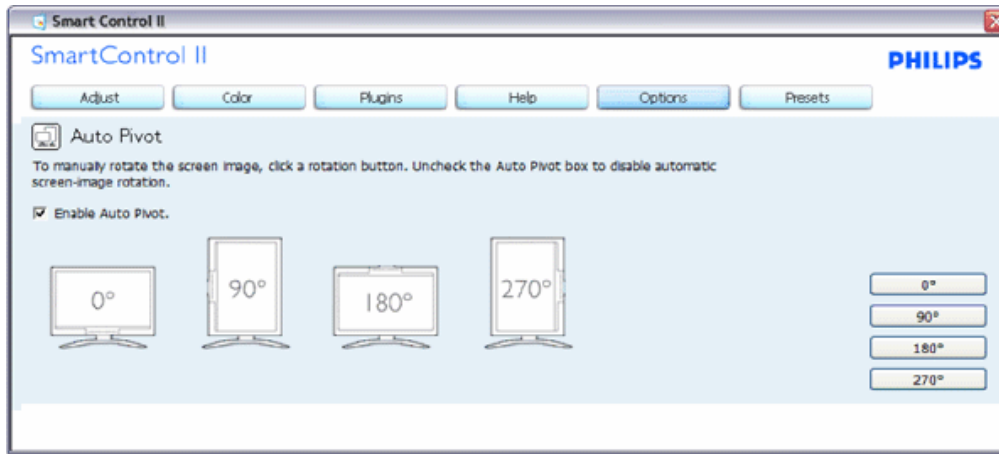 Smart Control II
SmartControl II
PHILIPS
Adjust Color Plugins Help Options Presets
Auto Pivot
To manually rotate the screen image, click a rotation button. Uncheck the Auto Pivot box to disable automatic
screen-image rotation.
Enable Auto Pivot.
0° 90° 180° 270°
0°
90°
180°
270°